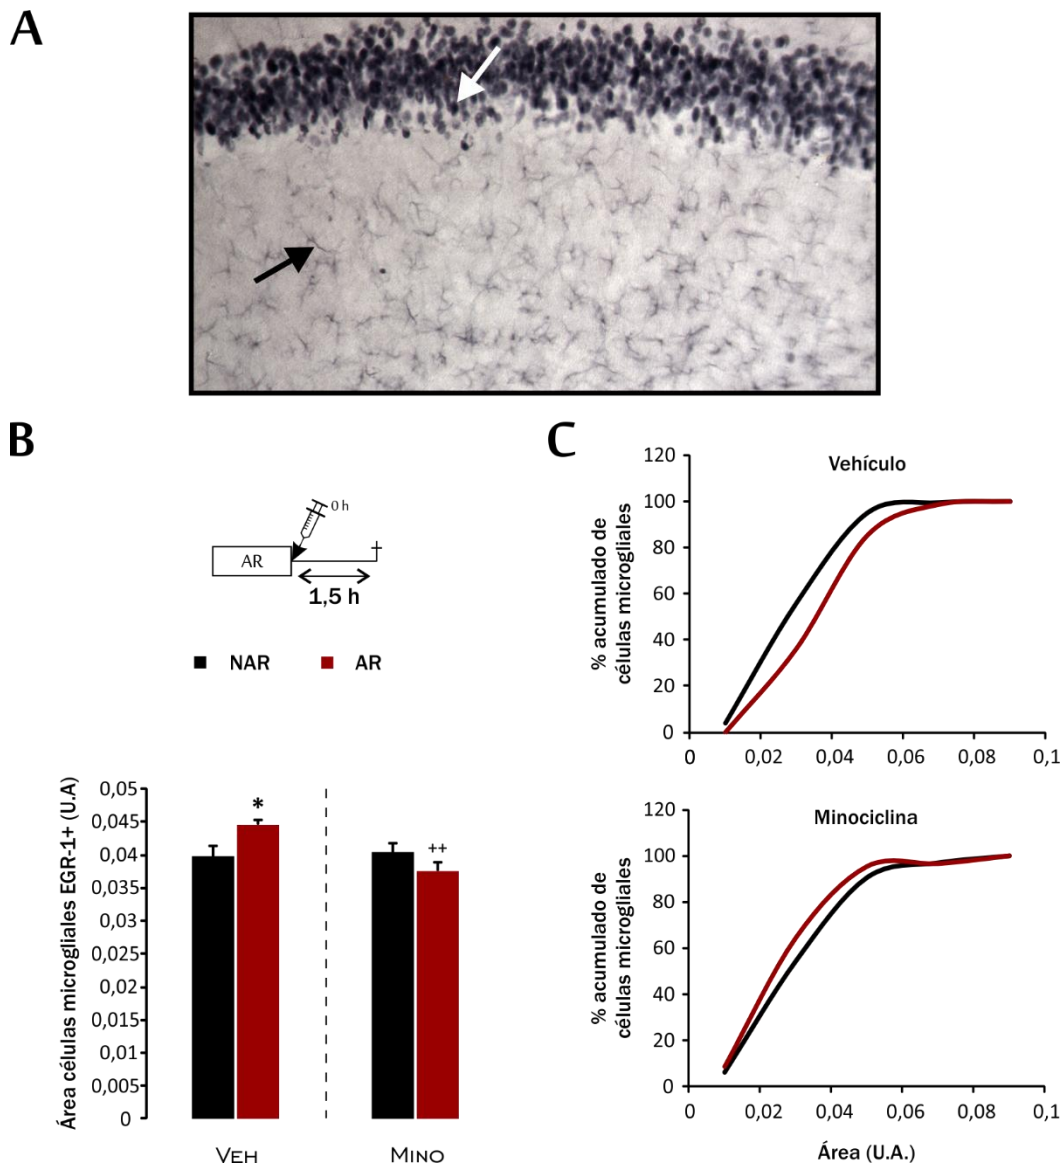 A
B
0 h
AR
1,5 h
NAR
AR
Área células microgliales EGR-1+ (U.A)
0,05
0,045
0,04
0,035
0,03
0,025
0,02
0,015
0,01
0,005
0
*
++
VEH
MINO
C
Vehículo
% acumulado de
células microgliales
120
100
80
60
40
20
0
0
0,02
0,04
0,06
0,08
0,1
Minociclina
% acumulado de
células microgliales
120
100
80
60
40
20
0
0
0,02
0,04
0,06
0,08
0,1
Área (U.A.)